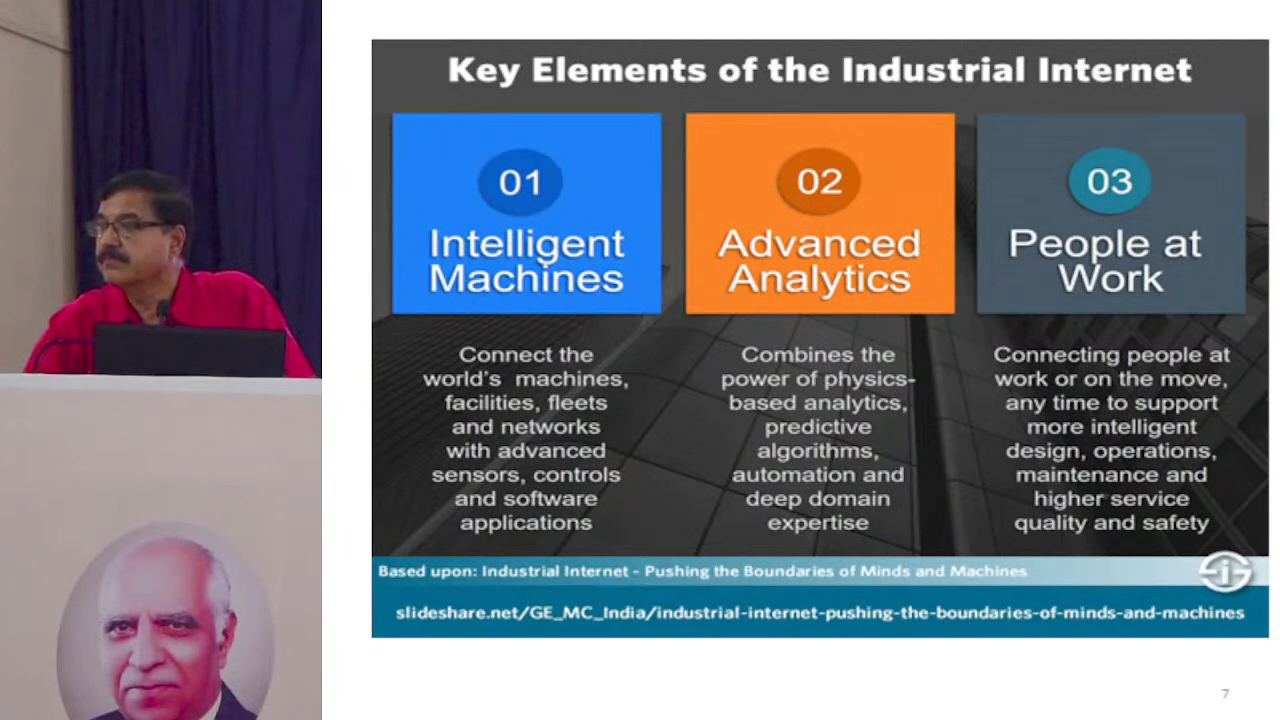 Key Elements of the Industrial Internet
01
Intelligent
Machines
Connect the
world's machines,
facilities, fleets
and networks
with advanced
sensors, controls
and software
applications
02
Advanced
Analytics
Combines the
power of physics-
based analytics,
predictive
algorithms,
automation and
deep domain
expertise
03
People at
Work
Connecting people at
work or on the move,
any time to support
more intelligent
design, operations,
maintenance and
higher service
quality and safety
Based upon: Industrial Internet - Pushing the Boundaries of Minds and Machines
slideshare.net/GE_MC_India/industrial-internet-pushing-the-boundaries-of-minds-and-machines
7